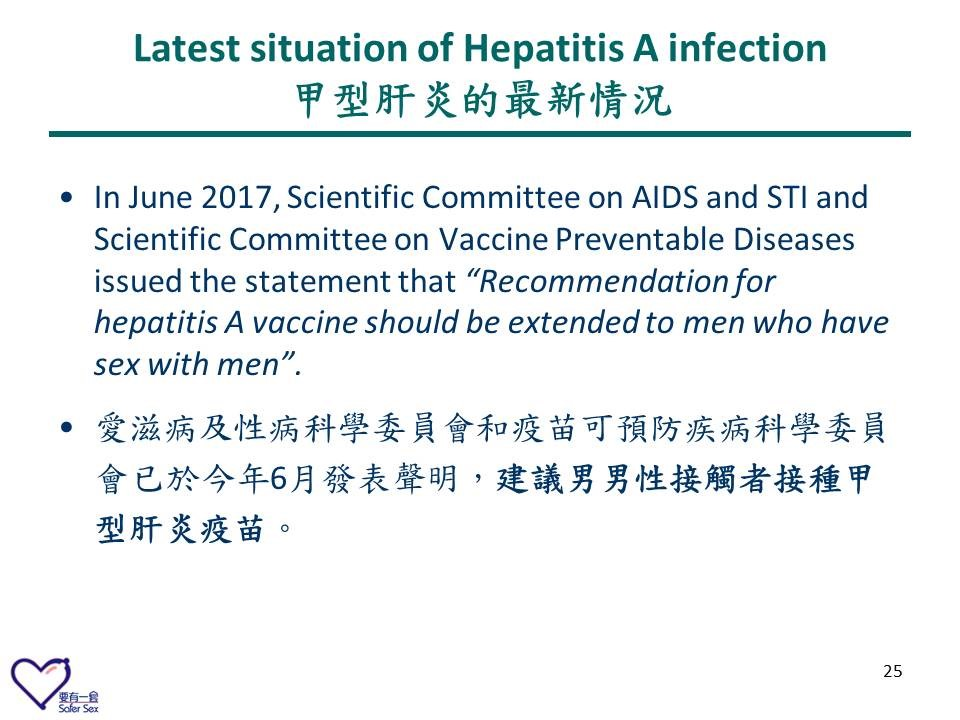 Latest situation of Hepatitis A infection
甲型肝炎的最新情況
• In June 2017, Scientific Committee on AIDS and STI and
Scientific Committee on Vaccine Preventable Diseases
issued the statement that “Recommendation for
hepatitis A vaccine should be extended to men who have
sex with men”.
• 愛滋病及性病科學委員會和疫苗可預防疾病科學委員
會已於今年6月發表聲明，建議男男性接觸者接種甲
型肝炎疫苗。
25
要有一套
Safer Sex